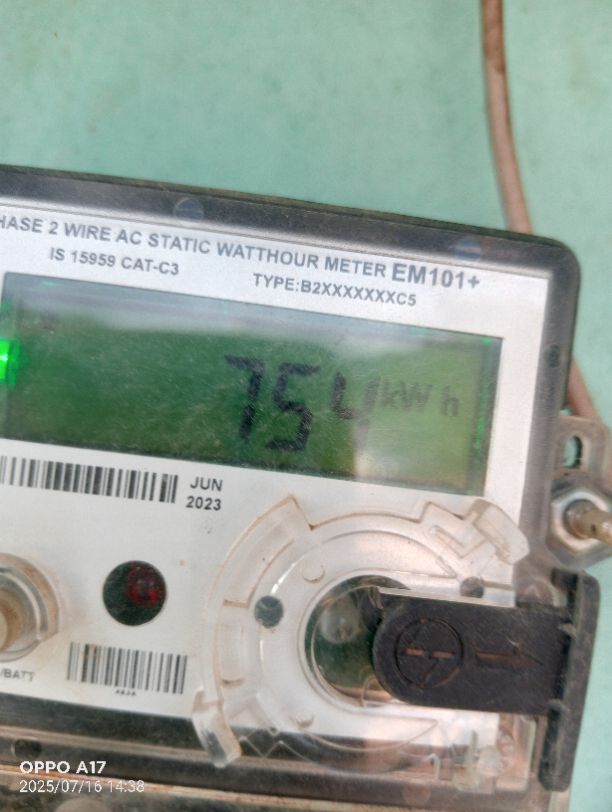 HASE 2 WIRE AC STATIC WATTHOUR METER EM101+
IS 15959 CAT-C3
TYPE:B2XXXXXXXC5
754 kWh
JUN
2023
/BATT
OPPO A17
2025/07/16 14:38